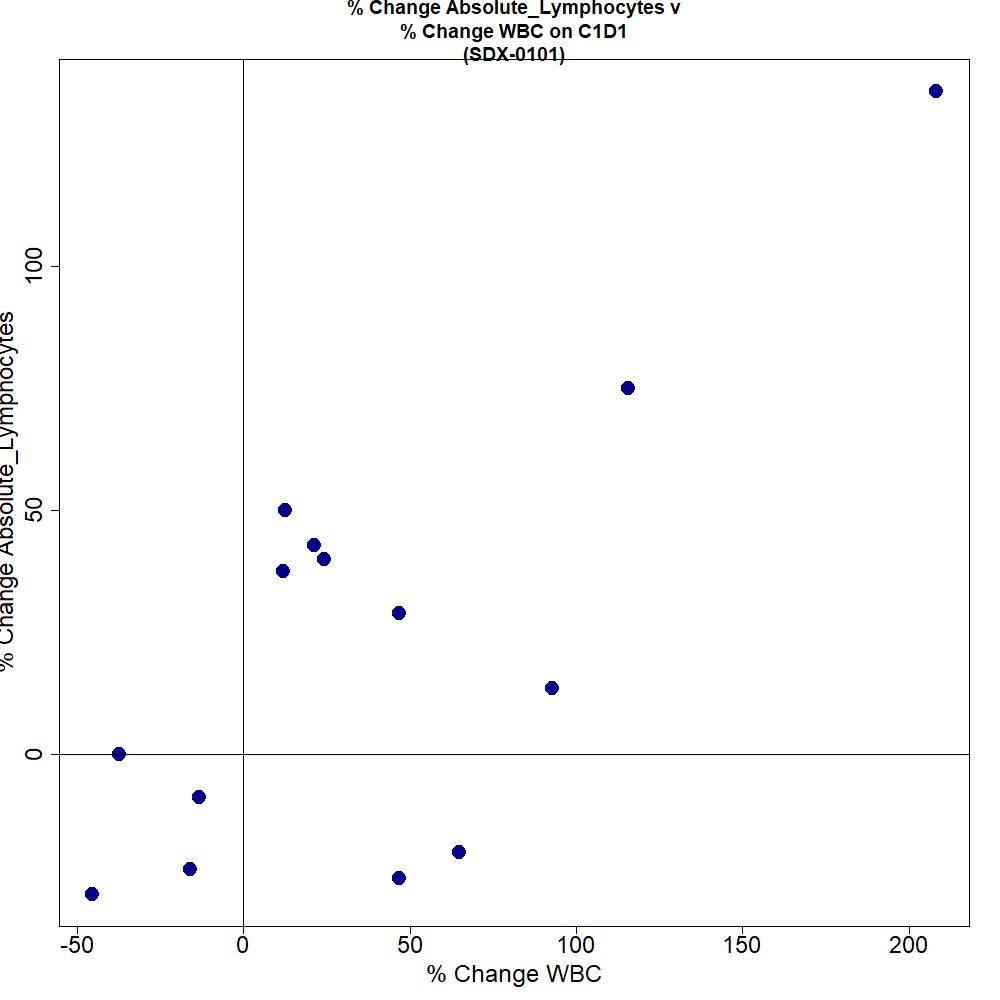 % Change Absolute_Lymphocytes v
% Change WBC on C1D1
(SDX-0101)
% Change Absolute_Lymphocytes
100
50
0
-50
0
50
100
150
200
% Change WBC